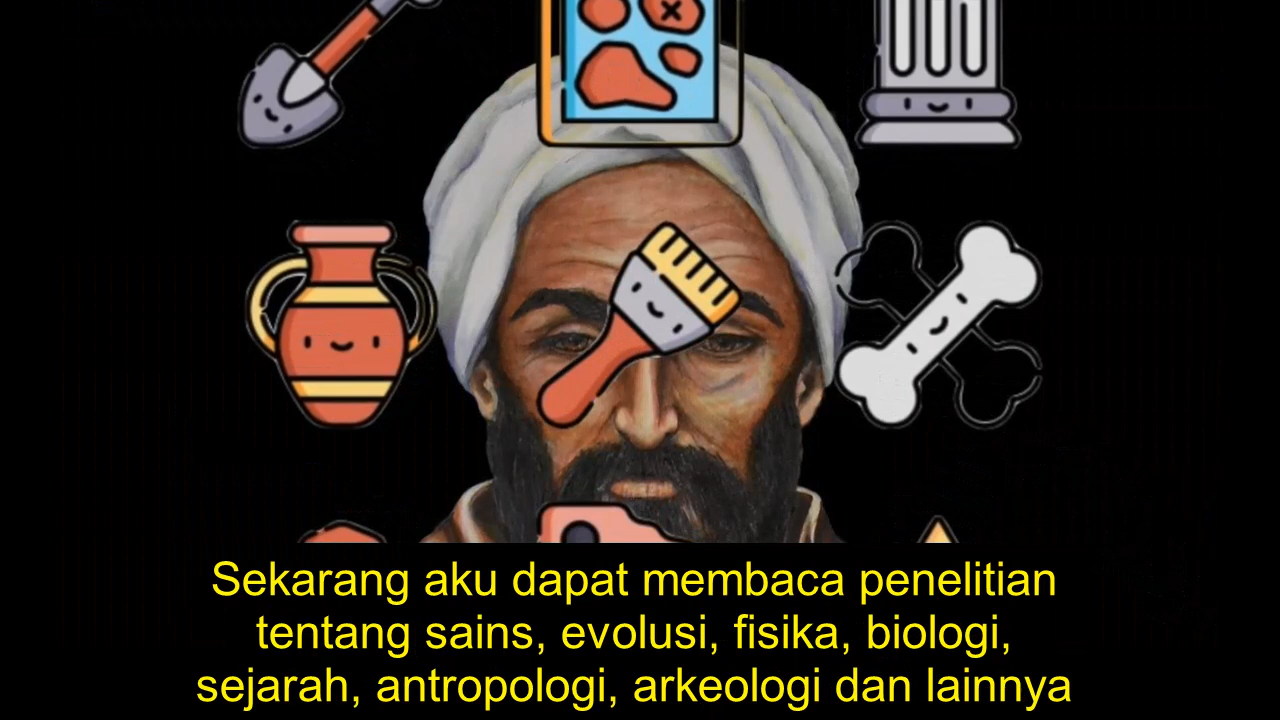 Sekarang aku dapat membaca penelitian
tentang sains, evolusi, fisika, biologi,
sejarah, antropologi, arkeologi dan lainnya